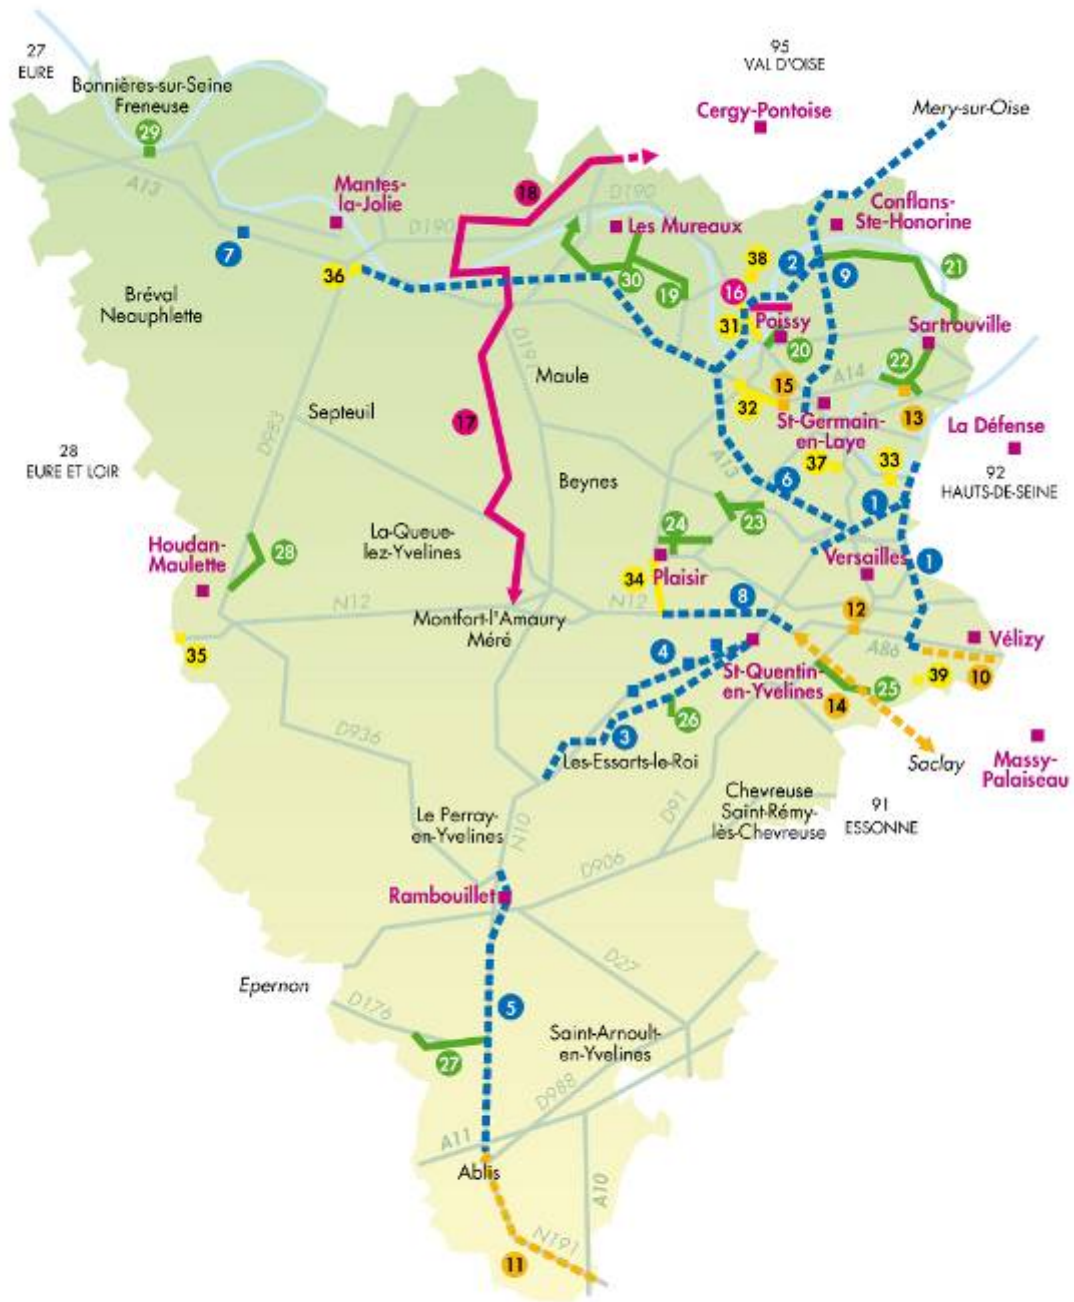 27
EURE
95
VAL D'OISE
Bonnières-sur-Seine
Freneuse
29
A13
Cergy-Pontoise
Mery-sur-Oise
Mantes-
la-Jolie
18
D190
D190
Les Mureaux
Conflans-
Ste-Honorine
7
36
30
19
38
2
9
21
16
31
Poissy
20
Sartrouville
22
Bréval
Neauphlette
D191
Maule
15
A14
32
St-Germain-
en-Laye
13
La Défense
Septeuil
17
D983
28
EURE ET LOIR
A13
37
33
92
HAUTS-DE-SEINE
Beynes
6
1
23
24
La-Queue-
lez-Yvelines
Houdan-
Maulette
28
34
Plaisir
Versailles
1
N12
N12
8
12
Montfort-l'Amaury
Méré
Vélizy
A86
35
4
St-Quentin-
en-Yvelines
25
39
10
14
26
3
D936
Les-Essarts-le-Roi
Saclay
Massy-
Palaiseau
Chevreuse
Saint-Rémy-
lès-Chevreuse
91
ESSONNE
D91
Le Perray-
en-Yvelines
N10
D906
Rambouillet
D27
Epernon
D176
5
Saint-Arnoult-
en-Yvelines
27
D988
A11
Ablis
A10
N191
11